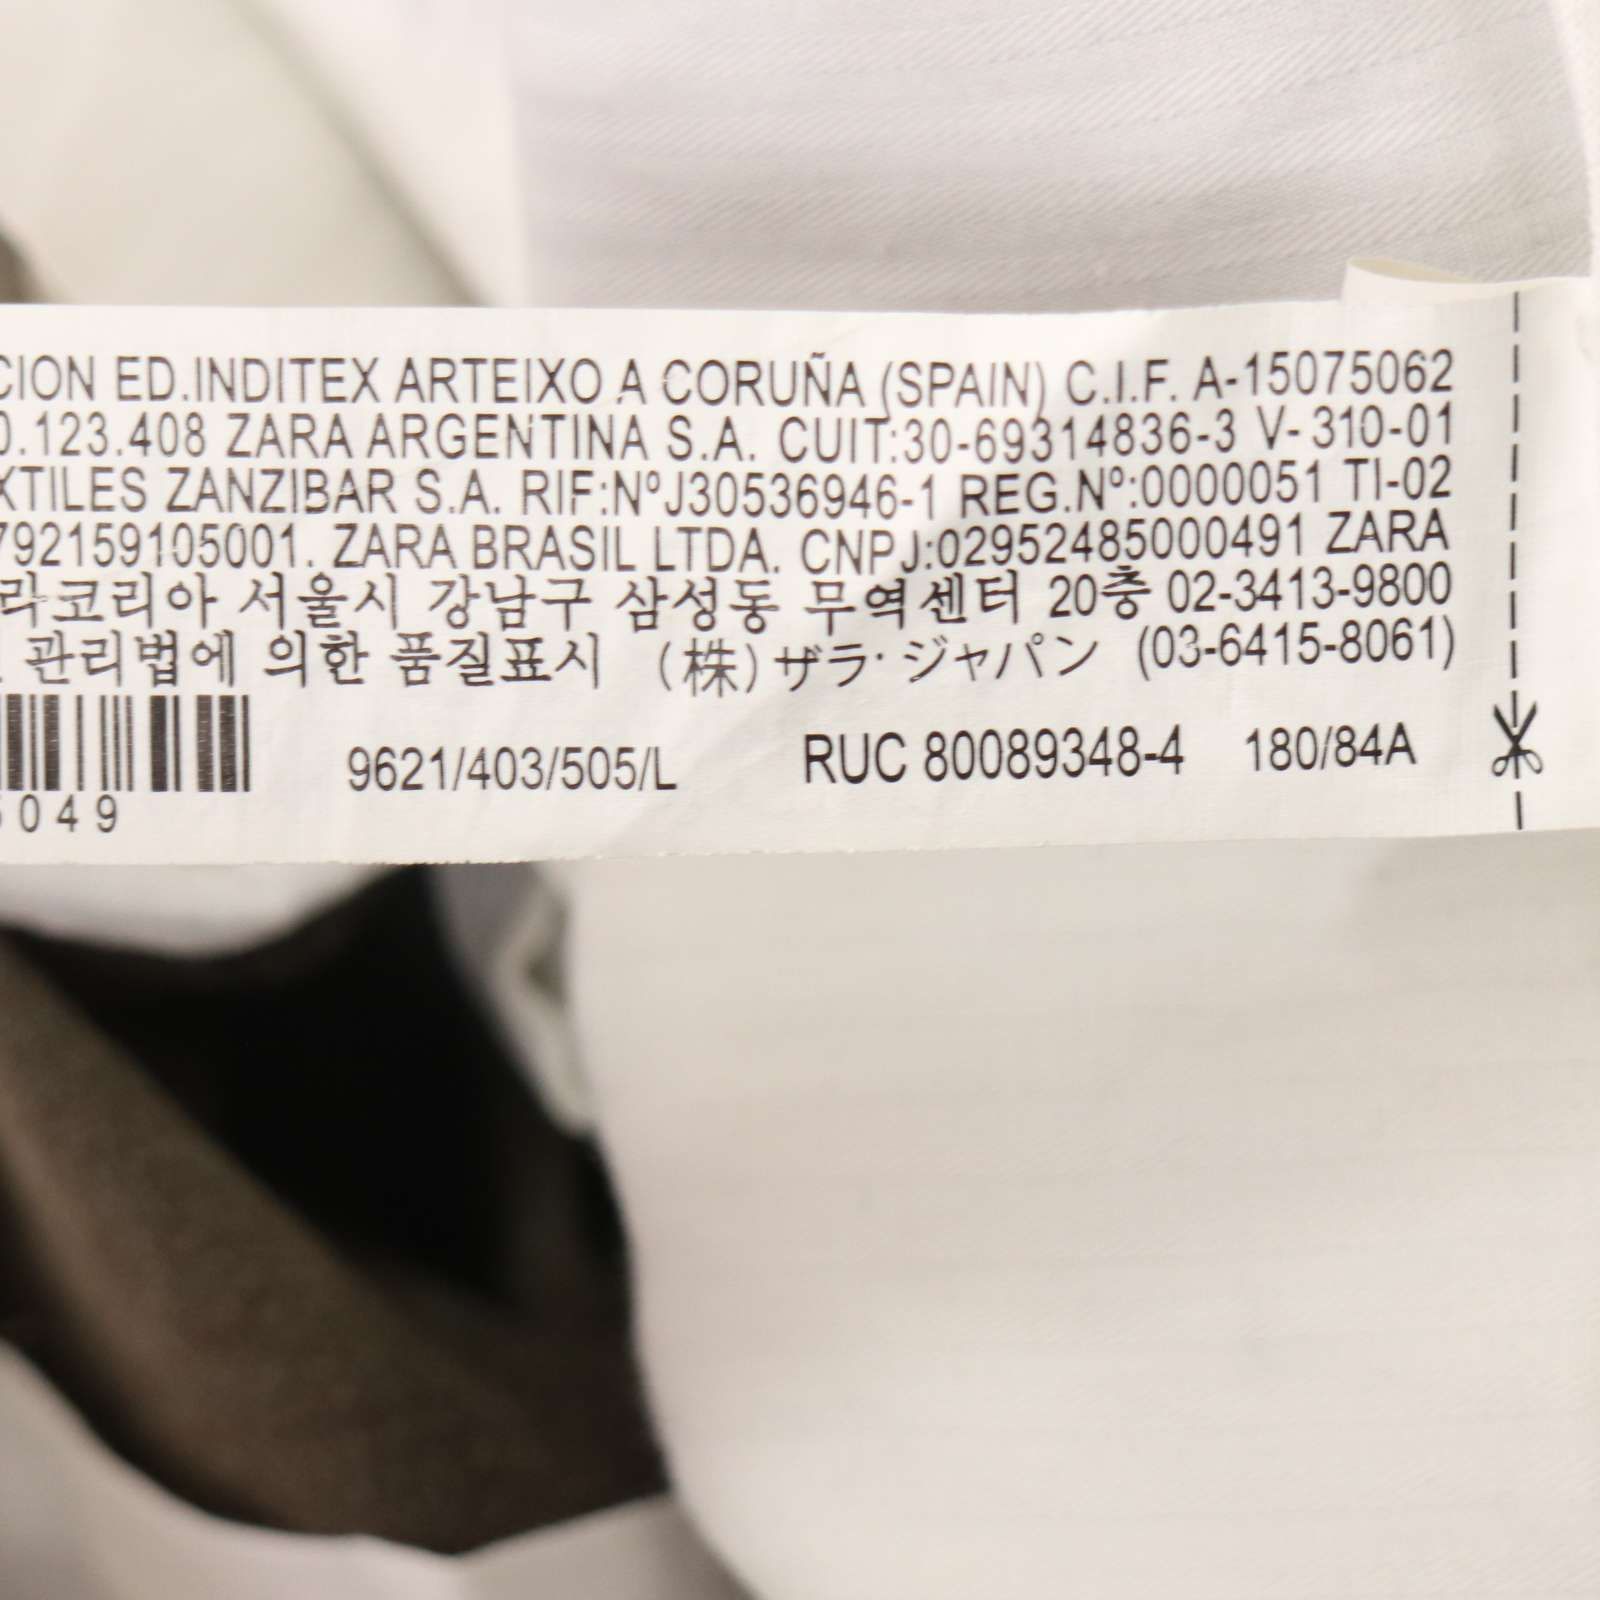 CION ED.INDITEX ARTEIXO A CORUÑA (SPAIN) C.I.F. A-15075062
0.123.408 ZARA ARGENTINA S.A. CUIT:30-69314836-3 V-310-01
XTILES ZANZIBAR S.A. RIF:NºJ30536946-1 REG.Nº:0000051 TI-02
792159105001. ZARA BRASIL LTDA. CNPJ:02952485000491 ZARA
라코리아 서울시 강남구 삼성동 무역센터 20층 02-3413-9800
관리법에 의한 품질표시 (株) ザラ・ジャパン (03-6415-8061)
9621/403/505/L RUC 80089348-4 180/84A
049